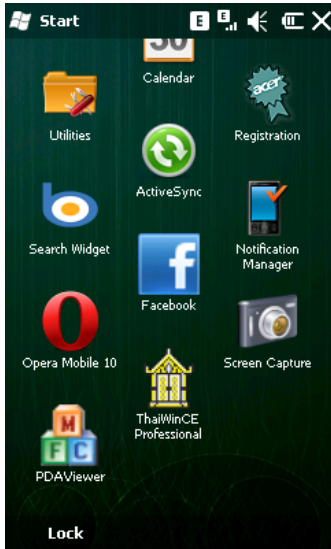 Start
E
E
30
Calendar
Utilities
acer
Registration
ActiveSync
Search Widget
Notification
Manager
Facebook
Opera Mobile 10
Screen Capture
ThaiWinCE
Professional
M
F C
PDAViewer
Lock